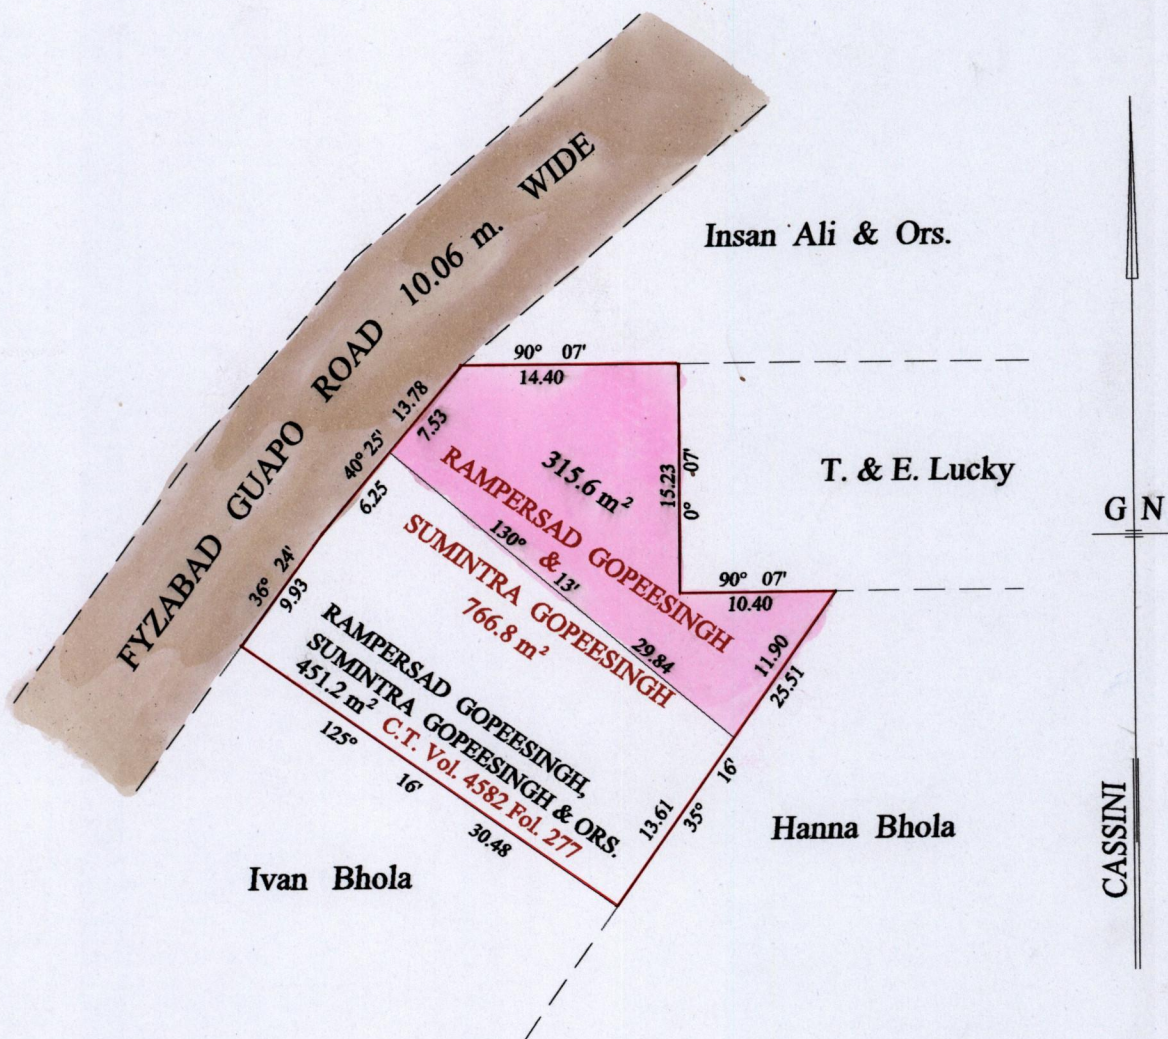 FYZABAD GUAPO ROAD 10.06 m. WIDE
Insan Ali & Ors.
90° 07'
14.40
13.78
7.53
40° 25'
6.25
315.6 m²
15.23
0° 07'
T. & E. Lucky
G N
RAMPERSAD GOPEESINGH
&
SUMINTRA GOPEESINGH
766.8 m²
130° 13'
29.84
90° 07'
10.40
11.90
25.51
36° 24'
9.93
RAMPERSAD GOPEESINGH,
SUMINTRA GOPEESINGH & ORS.
451.2 m² C.T. Vol. 4582 Fol. 277
125° 16'
30.48
13.61
35° 16'
Hanna Bhola
Ivan Bhola
CASSINI